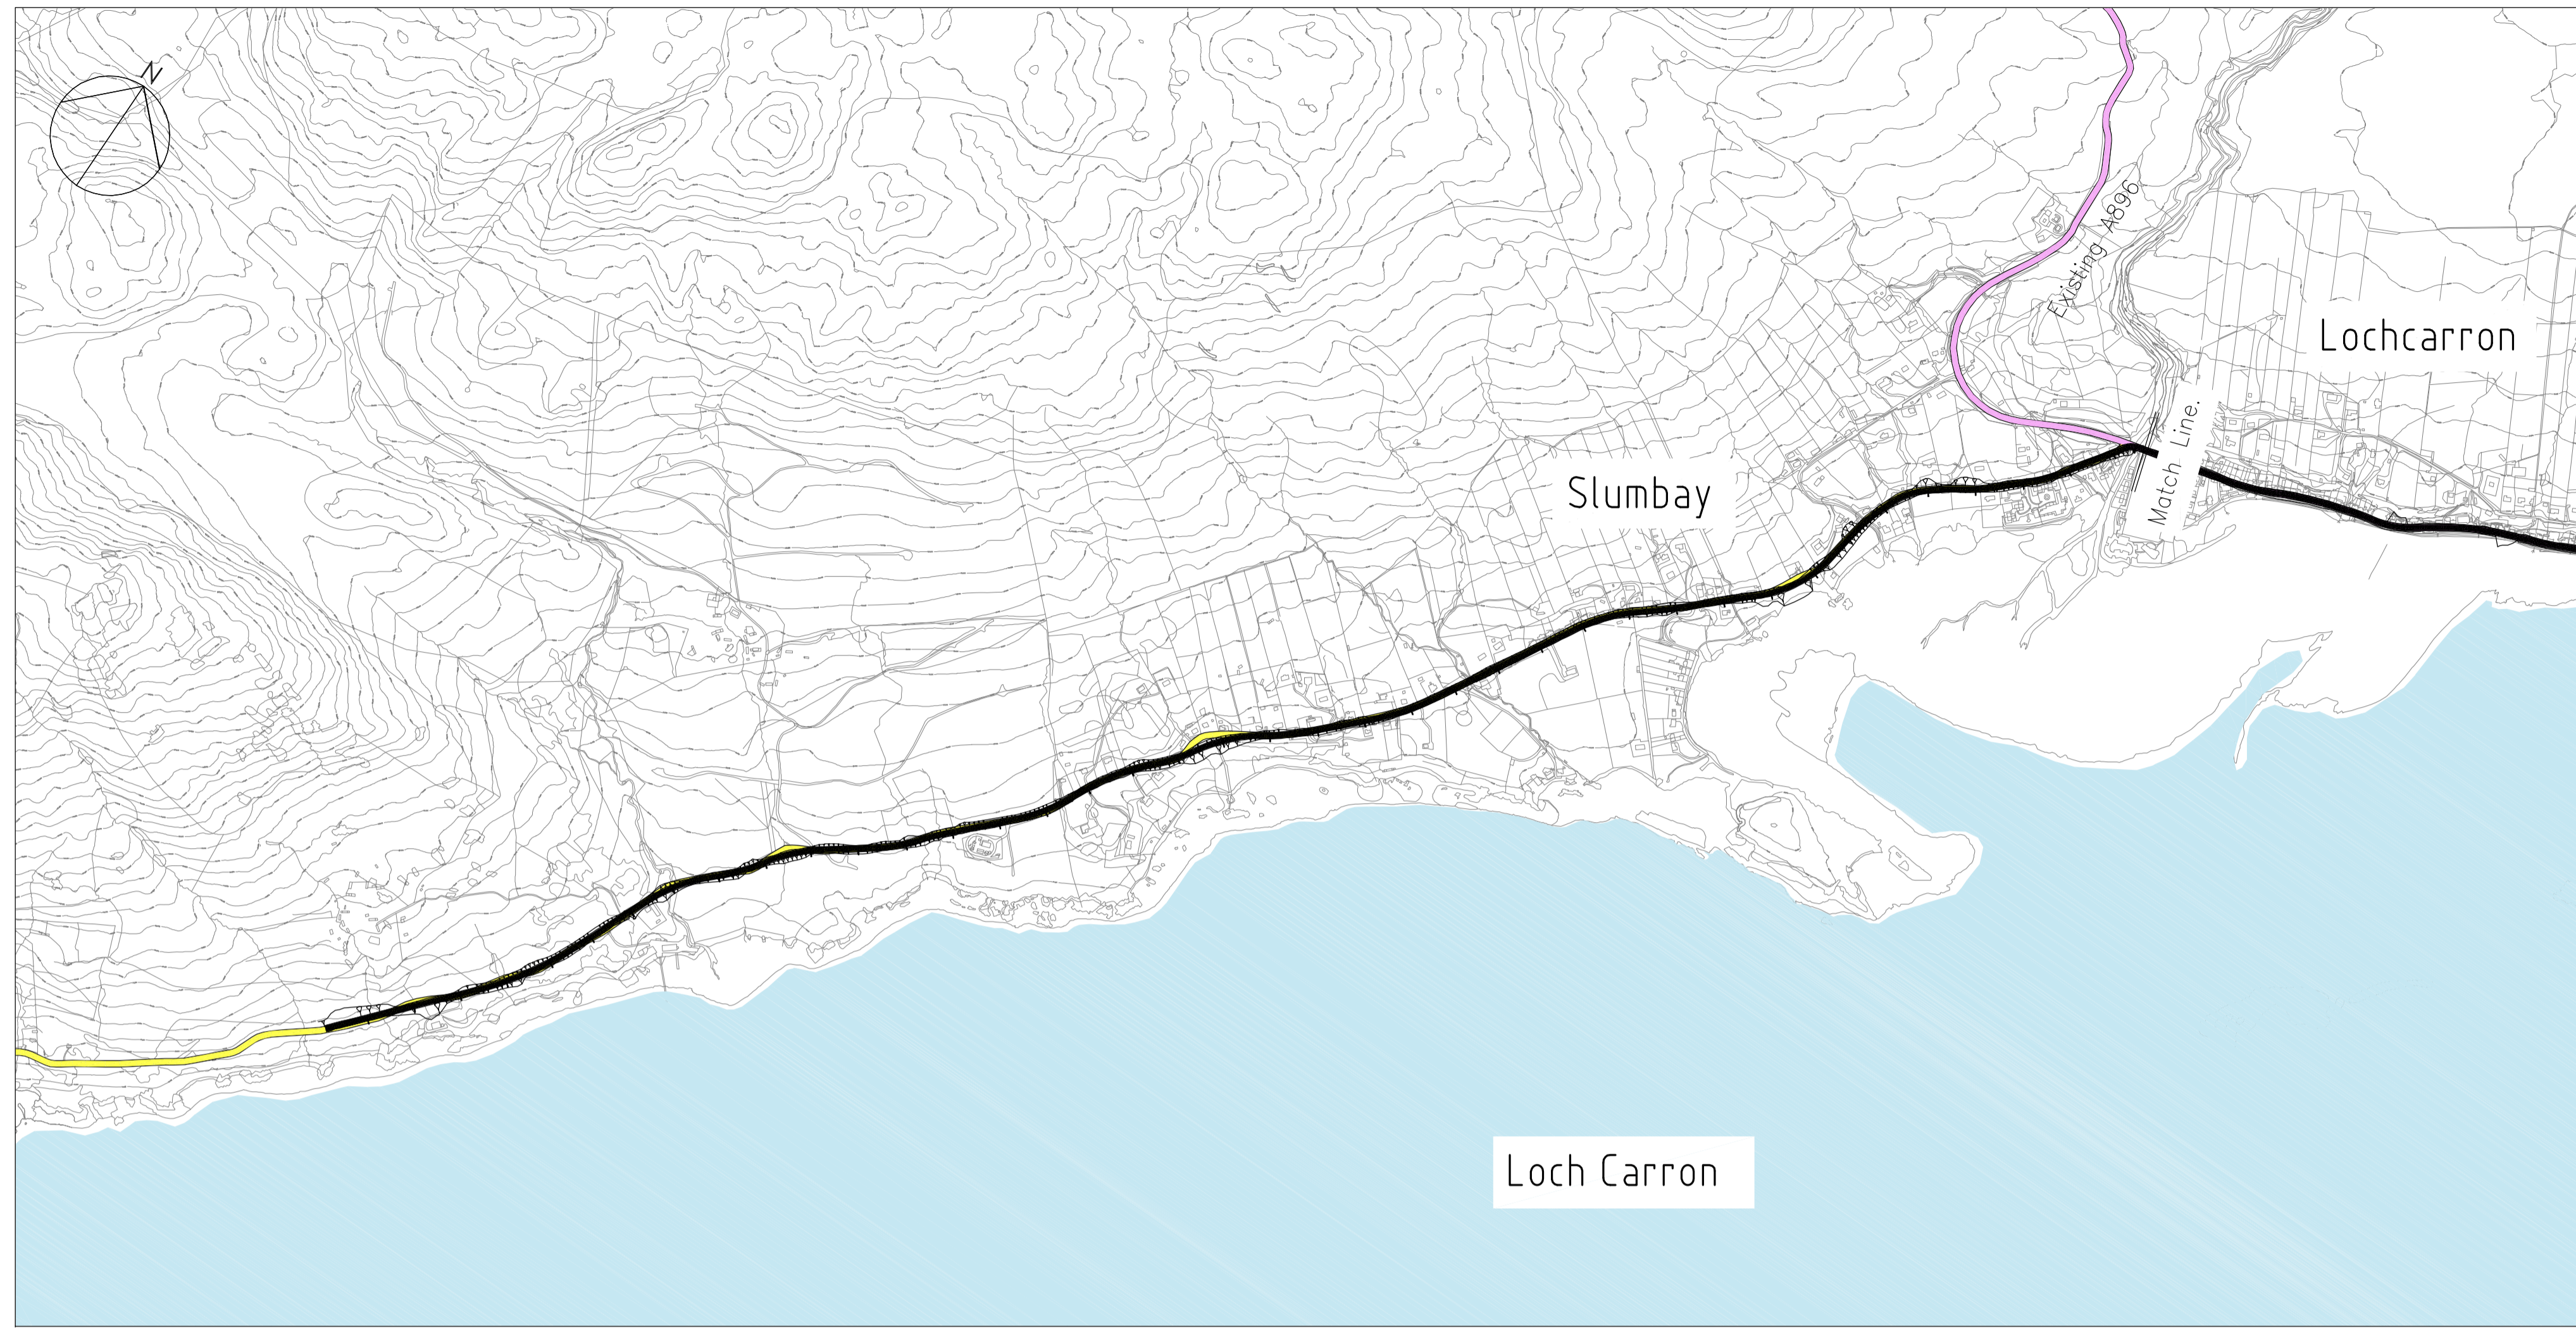 N
Existing A896
Lochcarron
Match Line.
Slumbay
Loch Carron